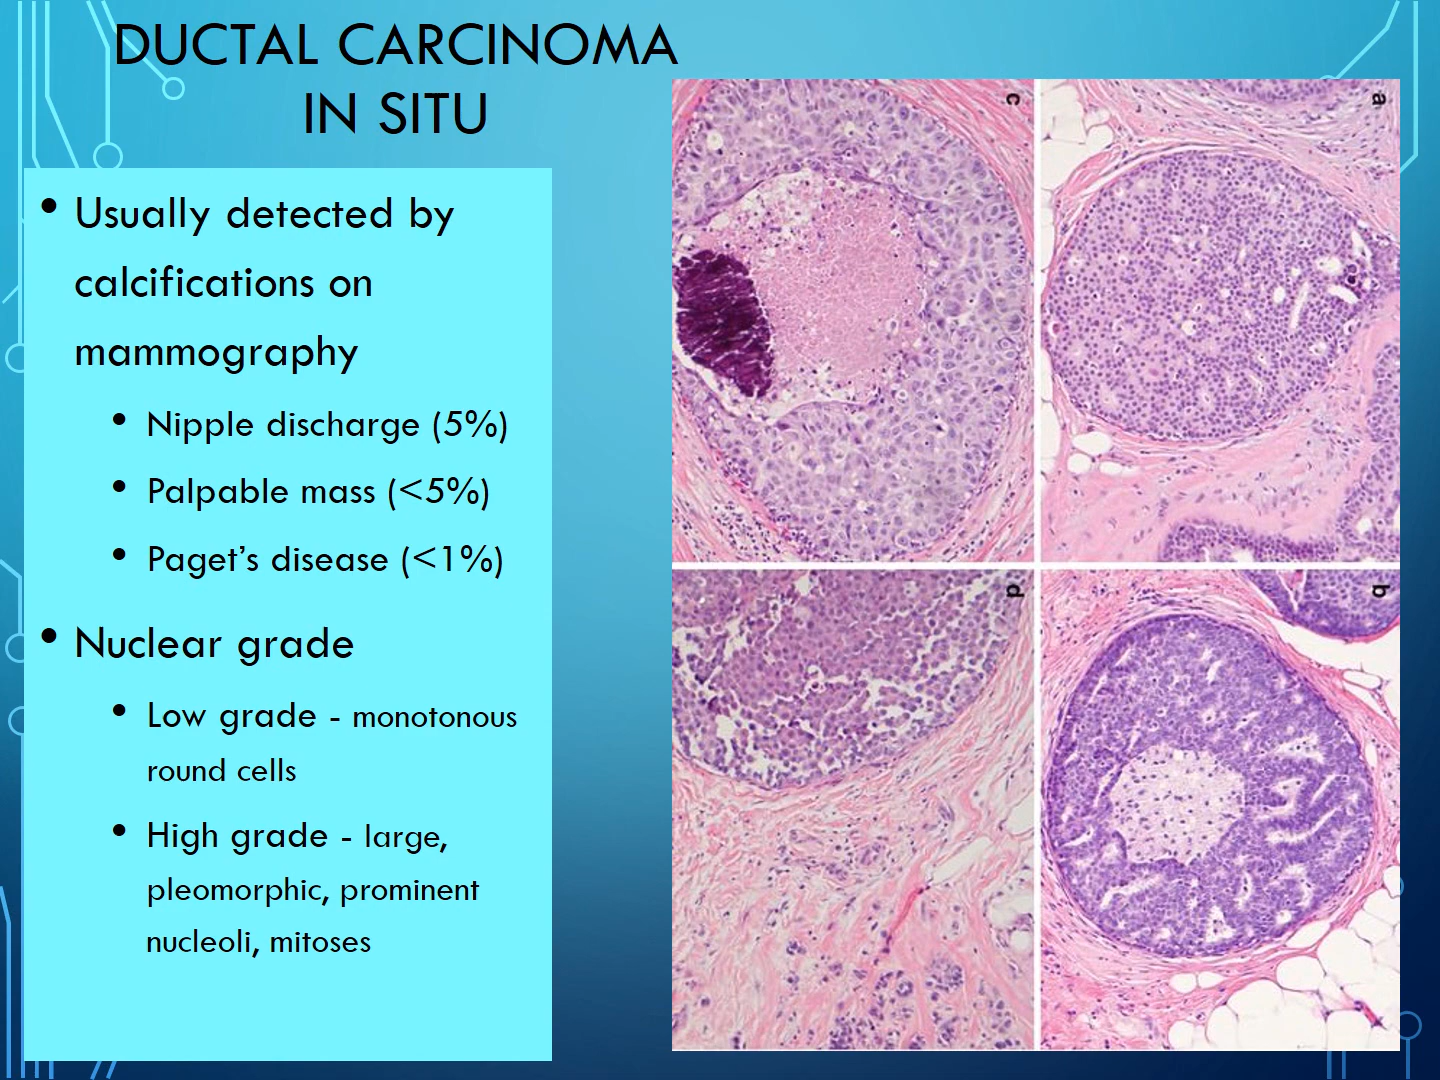 DUCTAL CARCINOMA
IN SITU
• Usually detected by
calcifications on
mammography
• Nipple discharge (5%)
• Palpable mass (<5%)
• Paget’s disease (<1%)
• Nuclear grade
• Low grade - monotonous
round cells
• High grade - large,
pleomorphic, prominent
nucleoli, mitoses
c
a
d
b